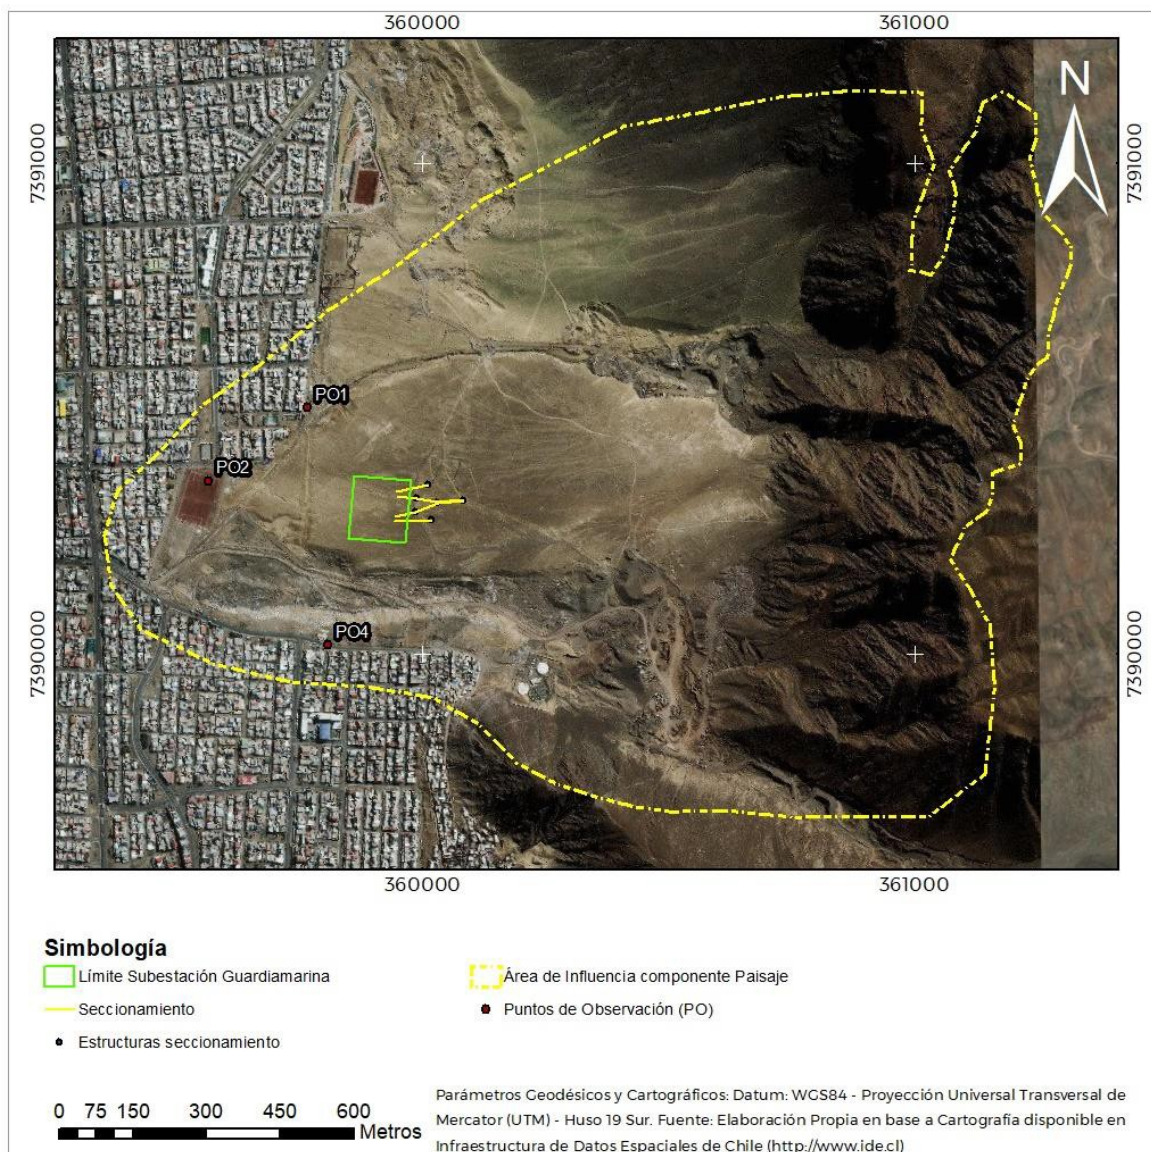 360000 361000
N
7391000 7391000
PO1
PO2
PO4
7390000 7390000
360000 361000
Simbología
Límite Subestación Guardiamarina
Área de Influencia componente Paisaje
Seccionamiento
Puntos de Observación (PO)
Estructuras seccionamiento
0 75 150 300 450 600
Metros
Parámetros Geodésicos y Cartográficos: Datum: WGS84 - Proyección Universal Transversal de
Mercator (UTM) - Huso 19 Sur. Fuente: Elaboración Propia en base a Cartografía disponible en
Infraestructura de Datos Espaciales de Chile (http://www.ide.cl)